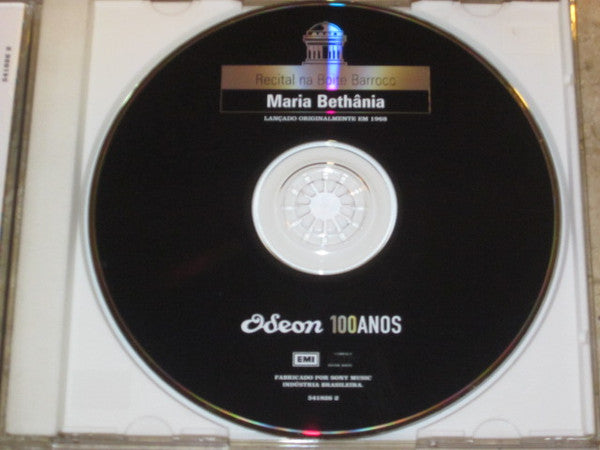 Recital na Boite Barroco
Maria Bethânia
LANÇADO ORIGINALMENTE EM 1968
Odeon 100ANOS
EMI
FABRICADO POR SONY MUSIC
INDÚSTRIA BRASILEIRA.
541826 2